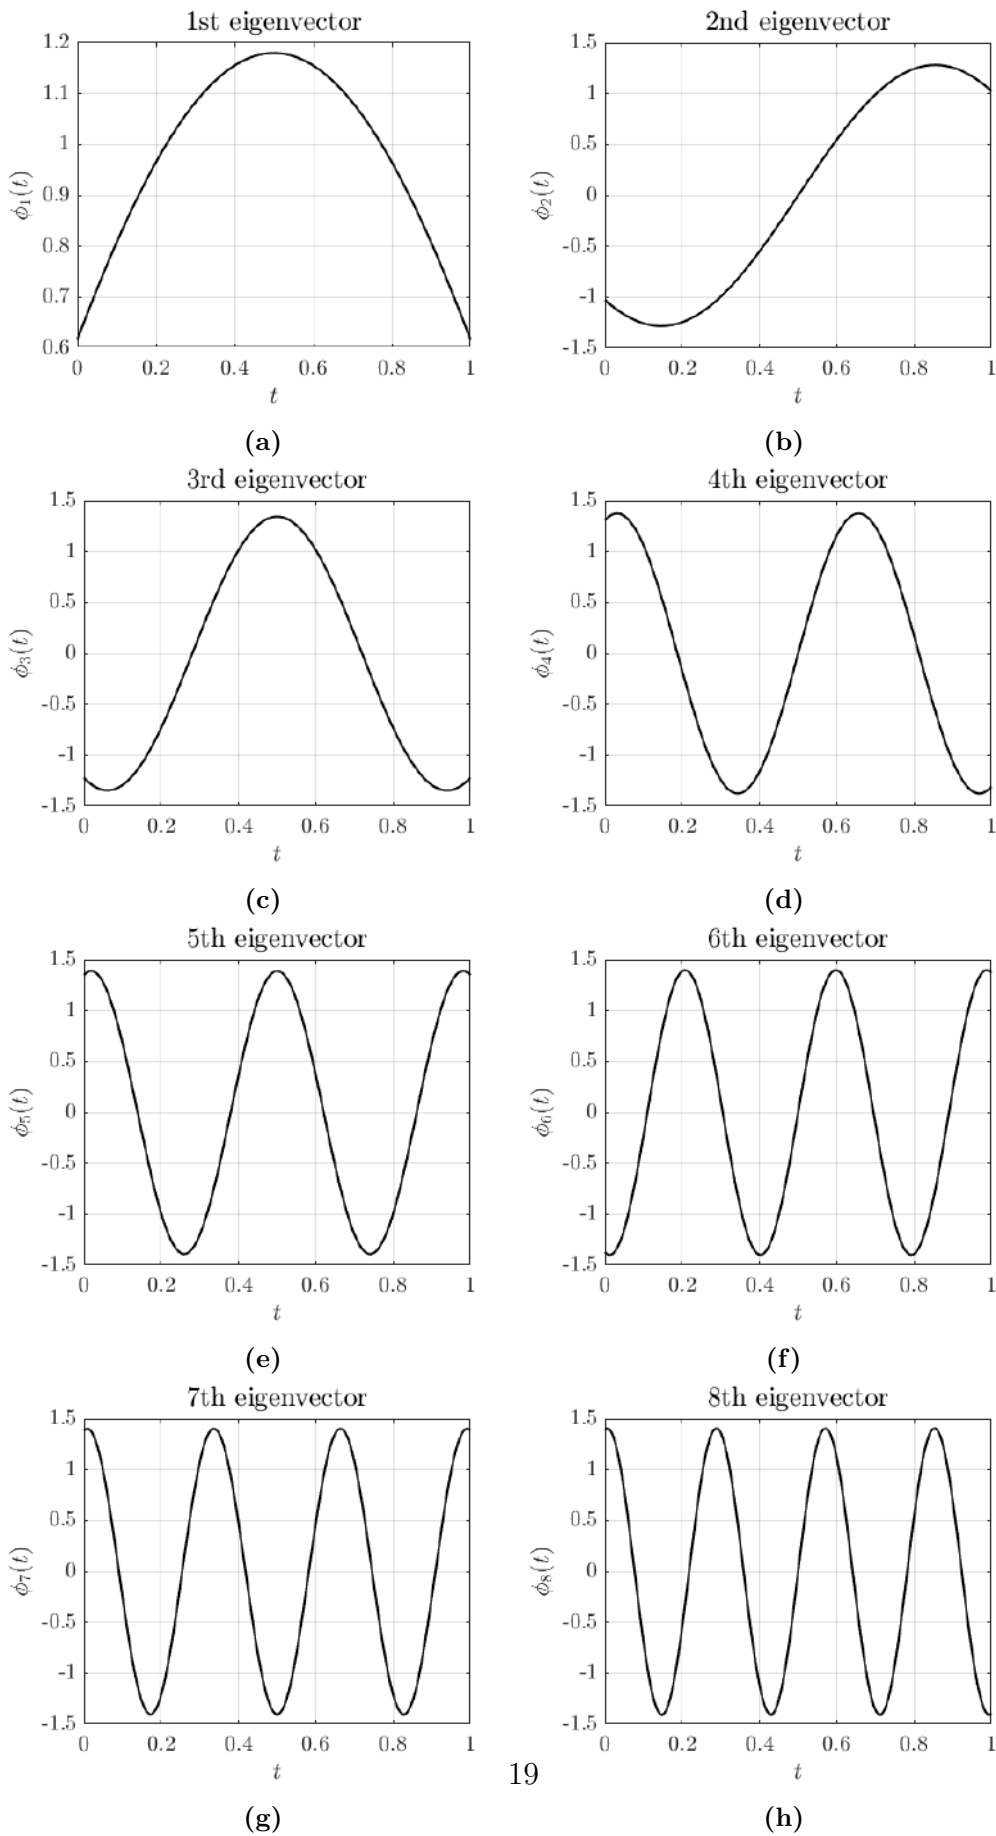 1st eigenvector
1.2
1.1
1
0.9
0.8
0.7
0.6
ϕ₁(t)
0 0.2 0.4 0.6 0.8 1
t
(a)
2nd eigenvector
1.5
1
0.5
0
-0.5
-1
-1.5
ϕ₂(t)
0 0.2 0.4 0.6 0.8 1
t
(b)
3rd eigenvector
1.5
1
0.5
0
-0.5
-1
-1.5
ϕ₃(t)
0 0.2 0.4 0.6 0.8 1
t
(c)
4th eigenvector
1.5
1
0.5
0
-0.5
-1
-1.5
ϕ₄(t)
0 0.2 0.4 0.6 0.8 1
t
(d)
5th eigenvector
1.5
1
0.5
0
-0.5
-1
-1.5
ϕ₅(t)
0 0.2 0.4 0.6 0.8 1
t
(e)
6th eigenvector
1.5
1
0.5
0
-0.5
-1
-1.5
ϕ₆(t)
0 0.2 0.4 0.6 0.8 1
t
(f)
7th eigenvector
1.5
1
0.5
0
-0.5
-1
-1.5
ϕ₇(t)
0 0.2 0.4 0.6 0.8 1
t
(g)
8th eigenvector
1.5
1
0.5
0
-0.5
-1
-1.5
ϕ₈(t)
0 0.2 0.4 0.6 0.8 1
t
(h)
19